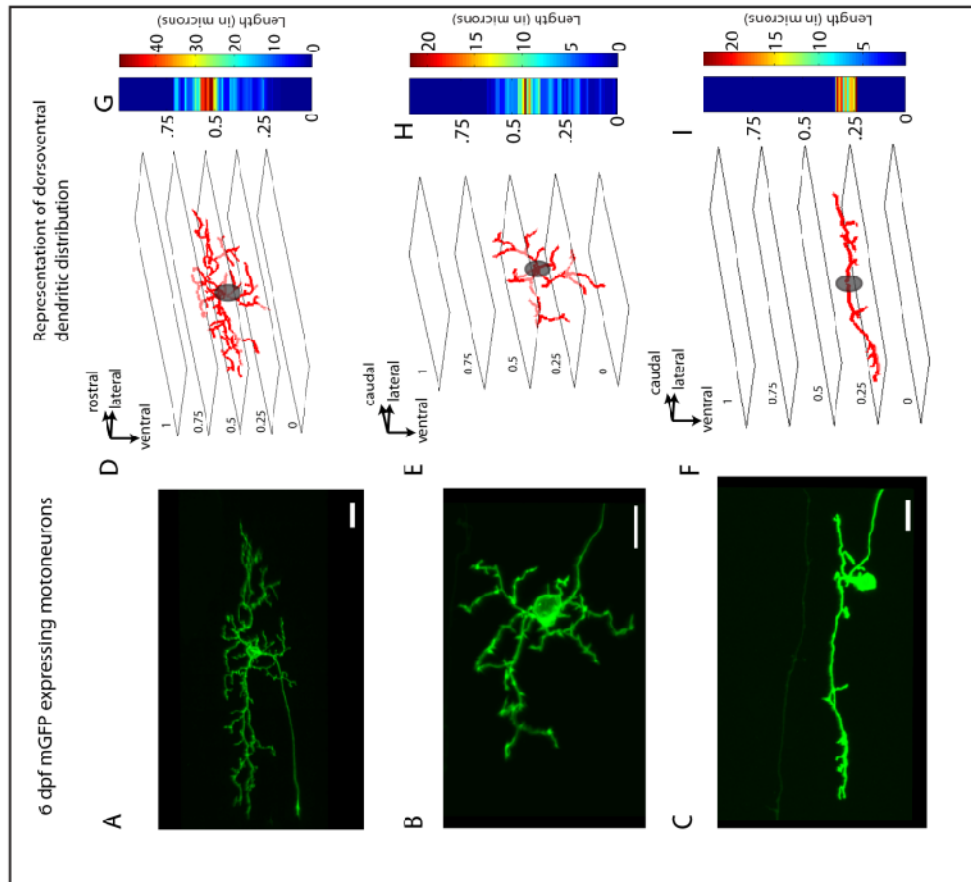 6 dpf mGFP expressing motoneurons
Representationt of dorsoventral
dendritic distribution
A
D
rostral
lateral
ventral
1
0.75
0.5
0.25
0
G
.75
0.5
.25
0
40
30
20
10
0
Length (in microns)
B
E
caudal
lateral
ventral
1
0.75
0.5
0.25
0
H
.75
0.5
0.25
0
20
15
10
5
0
Length (in microns)
C
F
caudal
lateral
ventral
1
0.75
0.5
0.25
0
I
.75
0.5
0.25
0
20
15
10
5
0
Length (in microns)